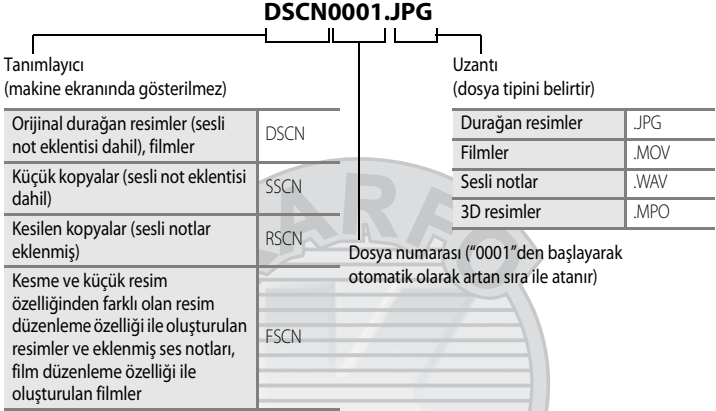 DSCN0001.JPG
Tanımlayıcı
(makine ekranında gösterilmez)
Orijinal durağan resimler (sesli
not eklentisi dahil), filmler
DSCN
Küçük kopyalar (sesli not eklentisi
dahil)
SSCN
Kesilen kopyalar (sesli notlar
eklenmiş)
RSCN
Kesme ve küçük resim
özelliğinden farklı olan resim
düzenleme özelliği ile oluşturulan
resimler ve eklenmiş ses notları,
film düzenleme özelliği ile
oluşturulan filmler
FSCN
Uzantı
(dosya tipini belirtir)
Durağan resimler .JPG
Filmler .MOV
Sesli notlar .WAV
3D resimler .MPO
Dosya numarası ("0001"den başlayarak
otomatik olarak artan sıra ile atanır)